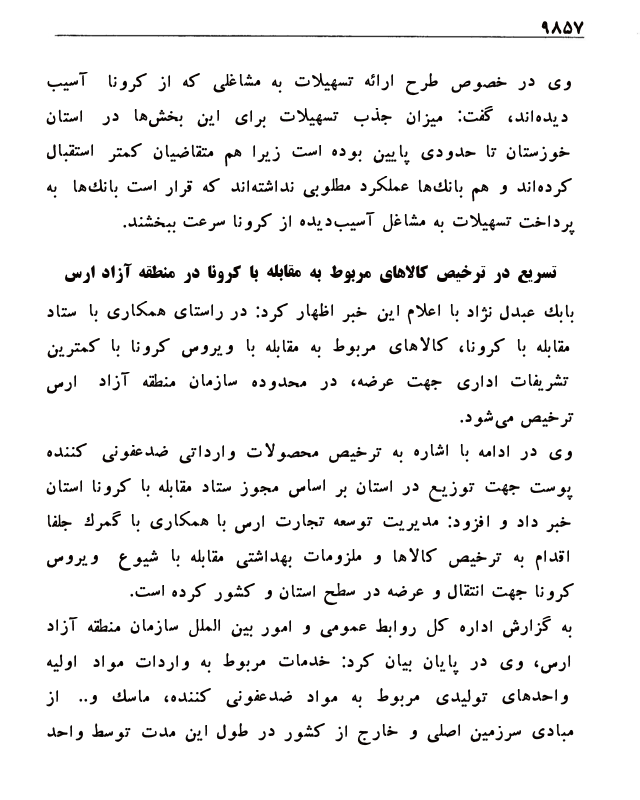 ۹۸۵۷
وی در خصوص طرح ارائه تسهیلات به مشاغلی که از کرونا آسیب
دیده‌اند، گفت: میزان جذب تسهیلات برای این بخش‌ها در استان
خوزستان تا حدودی پایین بوده است زیرا هم متقاضیان کمتر استقبال
کرده‌اند و هم بانك‌ها عملکرد مطلوبی نداشته‌اند که قرار است بانك‌ها به
پرداخت تسهیلات به مشاغل آسیب‌دیده از کرونا سرعت ببخشند.
تسریع در ترخیص کالاهای مربوط به مقابله با کرونا در منطقه آزاد ارس
بابك عبدل نژاد با اعلام این خبر اظهار کرد: در راستای همکاری با ستاد
مقابله با کرونا، کالاهای مربوط به مقابله با ویروس کرونا با کمترین
تشریفات اداری جهت عرضه، در محدوده سازمان منطقه آزاد ارس
ترخیص می‌شود.
وی در ادامه با اشاره به ترخیص محصولات وارداتی ضدعفونی کننده
پوست جهت توزیع در استان بر اساس مجوز ستاد مقابله با کرونا استان
خبر داد و افزود: مدیریت توسعه تجارت ارس با همکاری با گمرك جلفا
اقدام به ترخیص کالاها و ملزومات بهداشتی مقابله با شیوع ویروس
کرونا جهت انتقال و عرضه در سطح استان و کشور کرده است.
به گزارش اداره کل روابط عمومی و امور بین الملل سازمان منطقه آزاد
ارس، وی در پایان بیان کرد: خدمات مربوط به واردات مواد اولیه
واحدهای تولیدی مربوط به مواد ضدعفونی کننده، ماسك و.. از
مبادی سرزمین اصلی و خارج از کشور در طول این مدت توسط واحد